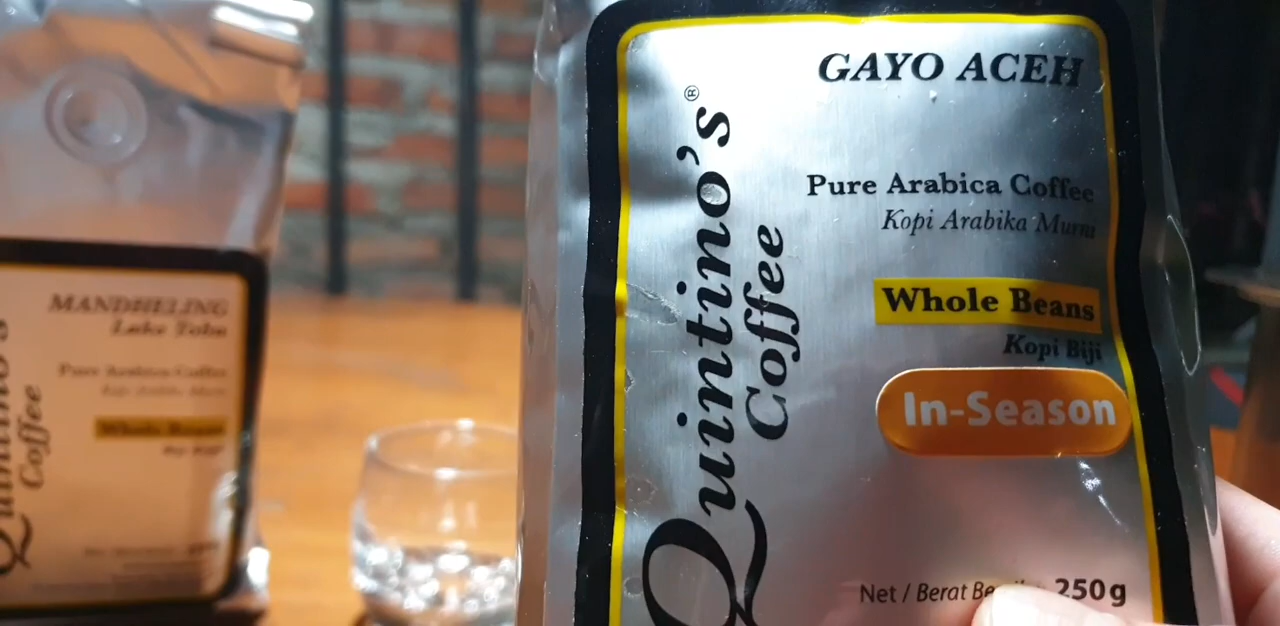 GAYO ACEH
Quintino's®
Coffee
Pure Arabica Coffee
Kopi Arabika Murni
Whole Beans
Kopi Biji
In-Season
Net / Berat 250g
MANDHELING
Lake Toba
Pure Arabica Coffee
Whole Beans
Quintino's
Coffee